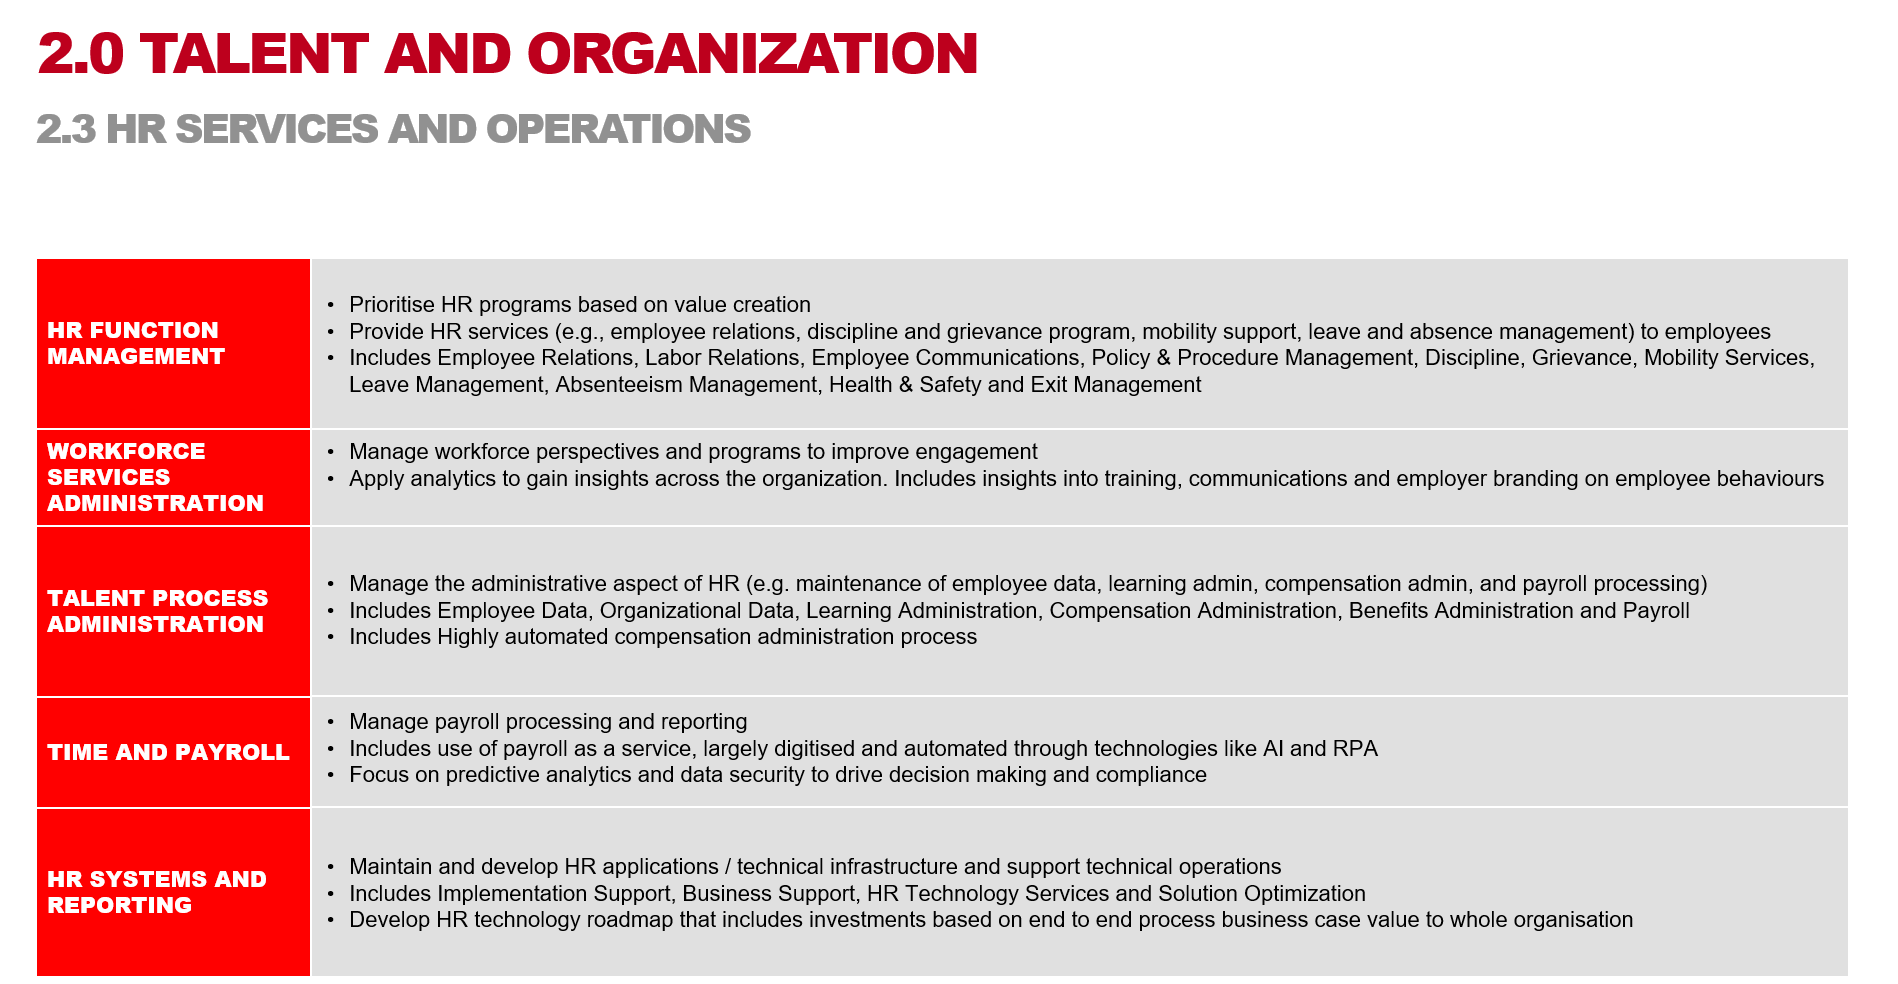 2.0 TALENT AND ORGANIZATION
2.3 HR SERVICES AND OPERATIONS
HR FUNCTION
MANAGEMENT
• Prioritise HR programs based on value creation
• Provide HR services (e.g., employee relations, discipline and grievance program, mobility support, leave and absence management) to employees
• Includes Employee Relations, Labor Relations, Employee Communications, Policy & Procedure Management, Discipline, Grievance, Mobility Services,
Leave Management, Absenteeism Management, Health & Safety and Exit Management
WORKFORCE
SERVICES
ADMINISTRATION
• Manage workforce perspectives and programs to improve engagement
• Apply analytics to gain insights across the organization. Includes insights into training, communications and employer branding on employee behaviours
TALENT PROCESS
ADMINISTRATION
• Manage the administrative aspect of HR (e.g. maintenance of employee data, learning admin, compensation admin, and payroll processing)
• Includes Employee Data, Organizational Data, Learning Administration, Compensation Administration, Benefits Administration and Payroll
• Includes Highly automated compensation administration process
TIME AND PAYROLL
• Manage payroll processing and reporting
• Includes use of payroll as a service, largely digitised and automated through technologies like AI and RPA
• Focus on predictive analytics and data security to drive decision making and compliance
HR SYSTEMS AND
REPORTING
• Maintain and develop HR applications / technical infrastructure and support technical operations
• Includes Implementation Support, Business Support, HR Technology Services and Solution Optimization
• Develop HR technology roadmap that includes investments based on end to end process business case value to whole organisation